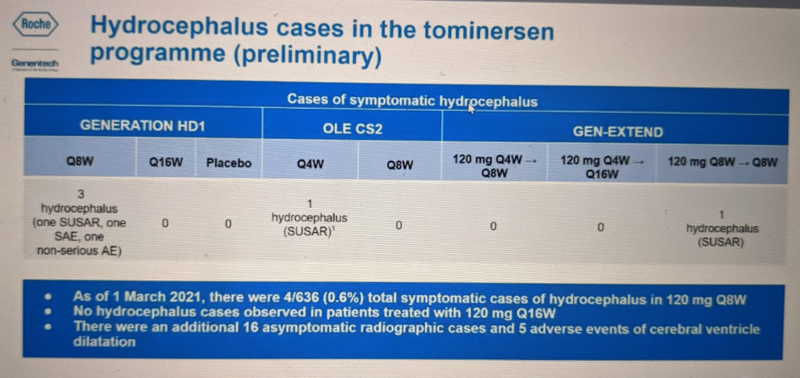 Roche
Genentech
Hydrocephalus cases in the tominersen
programme (preliminary)
Cases of symptomatic hydrocephalus
GENERATION HD1
OLE CS2
GEN-EXTEND
Q8W
Q16W
Placebo
Q4W
Q8W
120 mg Q4W →
Q8W
120 mg Q4W →
Q16W
120 mg Q8W → Q8W
3
hydrocephalus
(one SUSAR, one
SAE, one
non-serious AE)
0
0
1
hydrocephalus
(SUSAR)¹
0
0
0
1
hydrocephalus
(SUSAR)
• As of 1 March 2021, there were 4/636 (0.6%) total symptomatic cases of hydrocephalus in 120 mg Q8W
• No hydrocephalus cases observed in patients treated with 120 mg Q16W
• There were an additional 16 asymptomatic radiographic cases and 5 adverse events of cerebral ventricle
dilatation